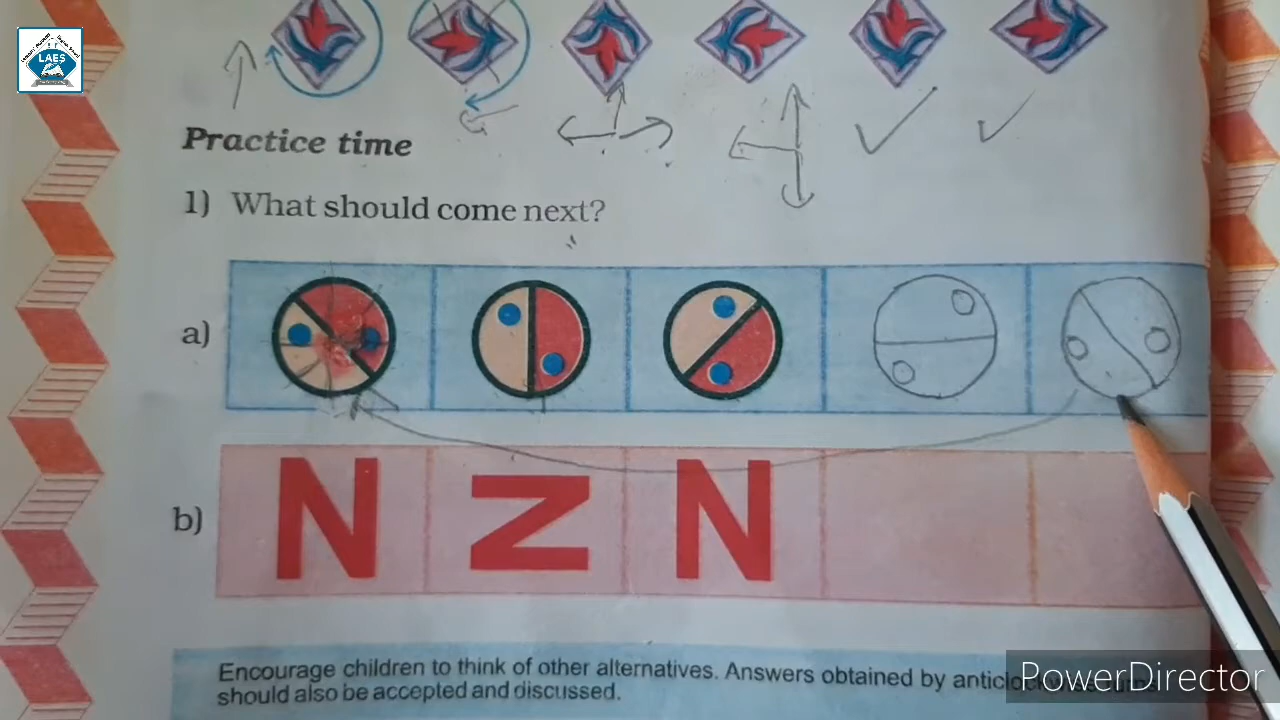 LAES
Practice time
1) What should come next?
a)
b)
N Z N
Encourage children to think of other alternatives. Answers obtained by
should also be accepted and discussed.
PowerDirector